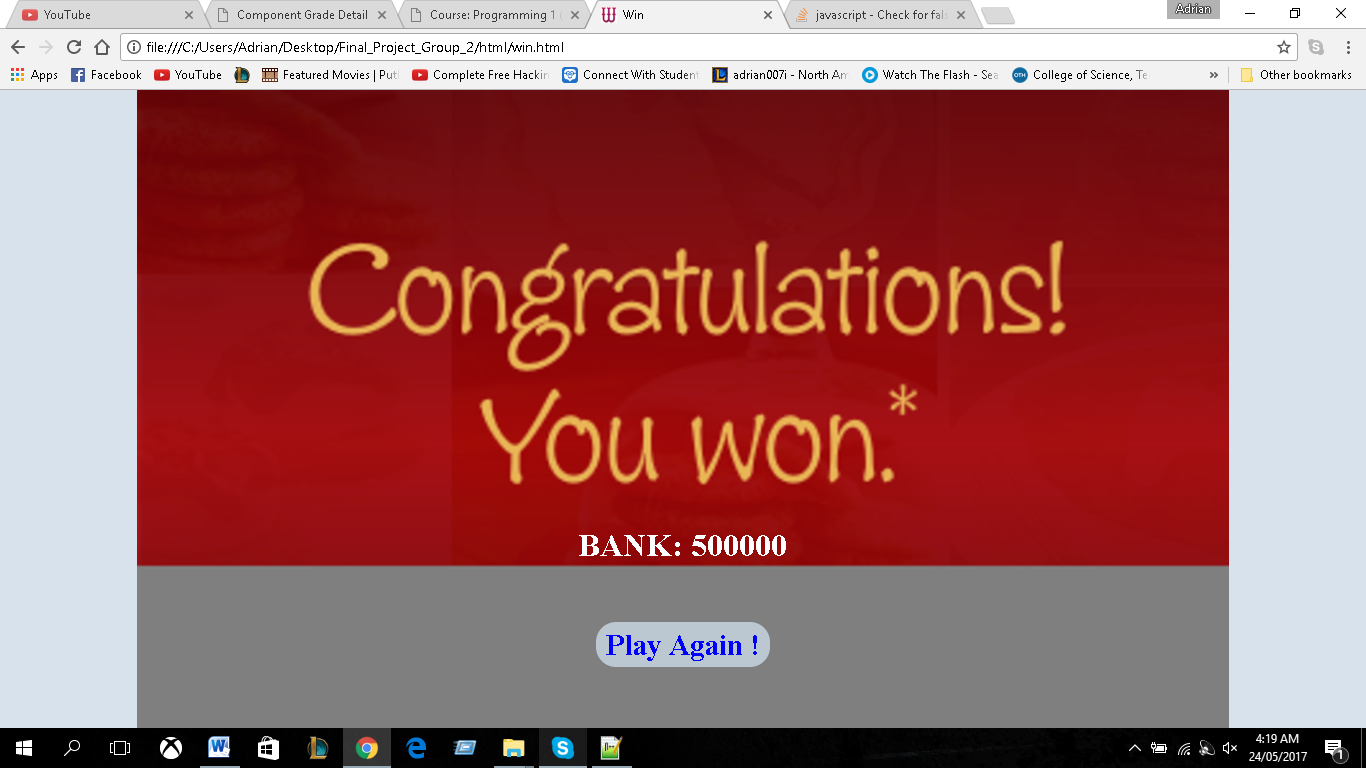 Adrian
YouTube
Component Grade Detail
Course: Programming 1
Win
javascript - Check for fals
file:///C:/Users/Adrian/Desktop/Final_Project_Group_2/html/win.html
Apps
Facebook
YouTube
Featured Movies | Put
Complete Free Hackin
Connect With Student
adrian007i - North Am
Watch The Flash - Sea
College of Science, Te
»
Other bookmarks
Congratulations!
You won.*
BANK: 500000
Play Again !
4:19 AM
24/05/2017
1